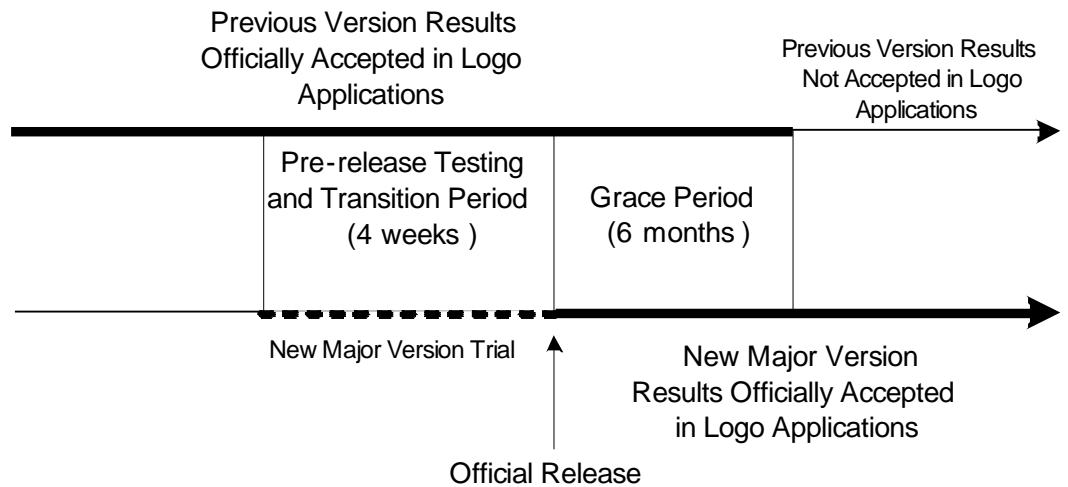 Previous Version Results
Officially Accepted in Logo
Applications
Previous Version Results
Not Accepted in Logo
Applications
Pre-release Testing
and Transition Period
(4 weeks )
Grace Period
(6 months )
New Major Version Trial
New Major Version
Results Officially Accepted
in Logo Applications
Official Release